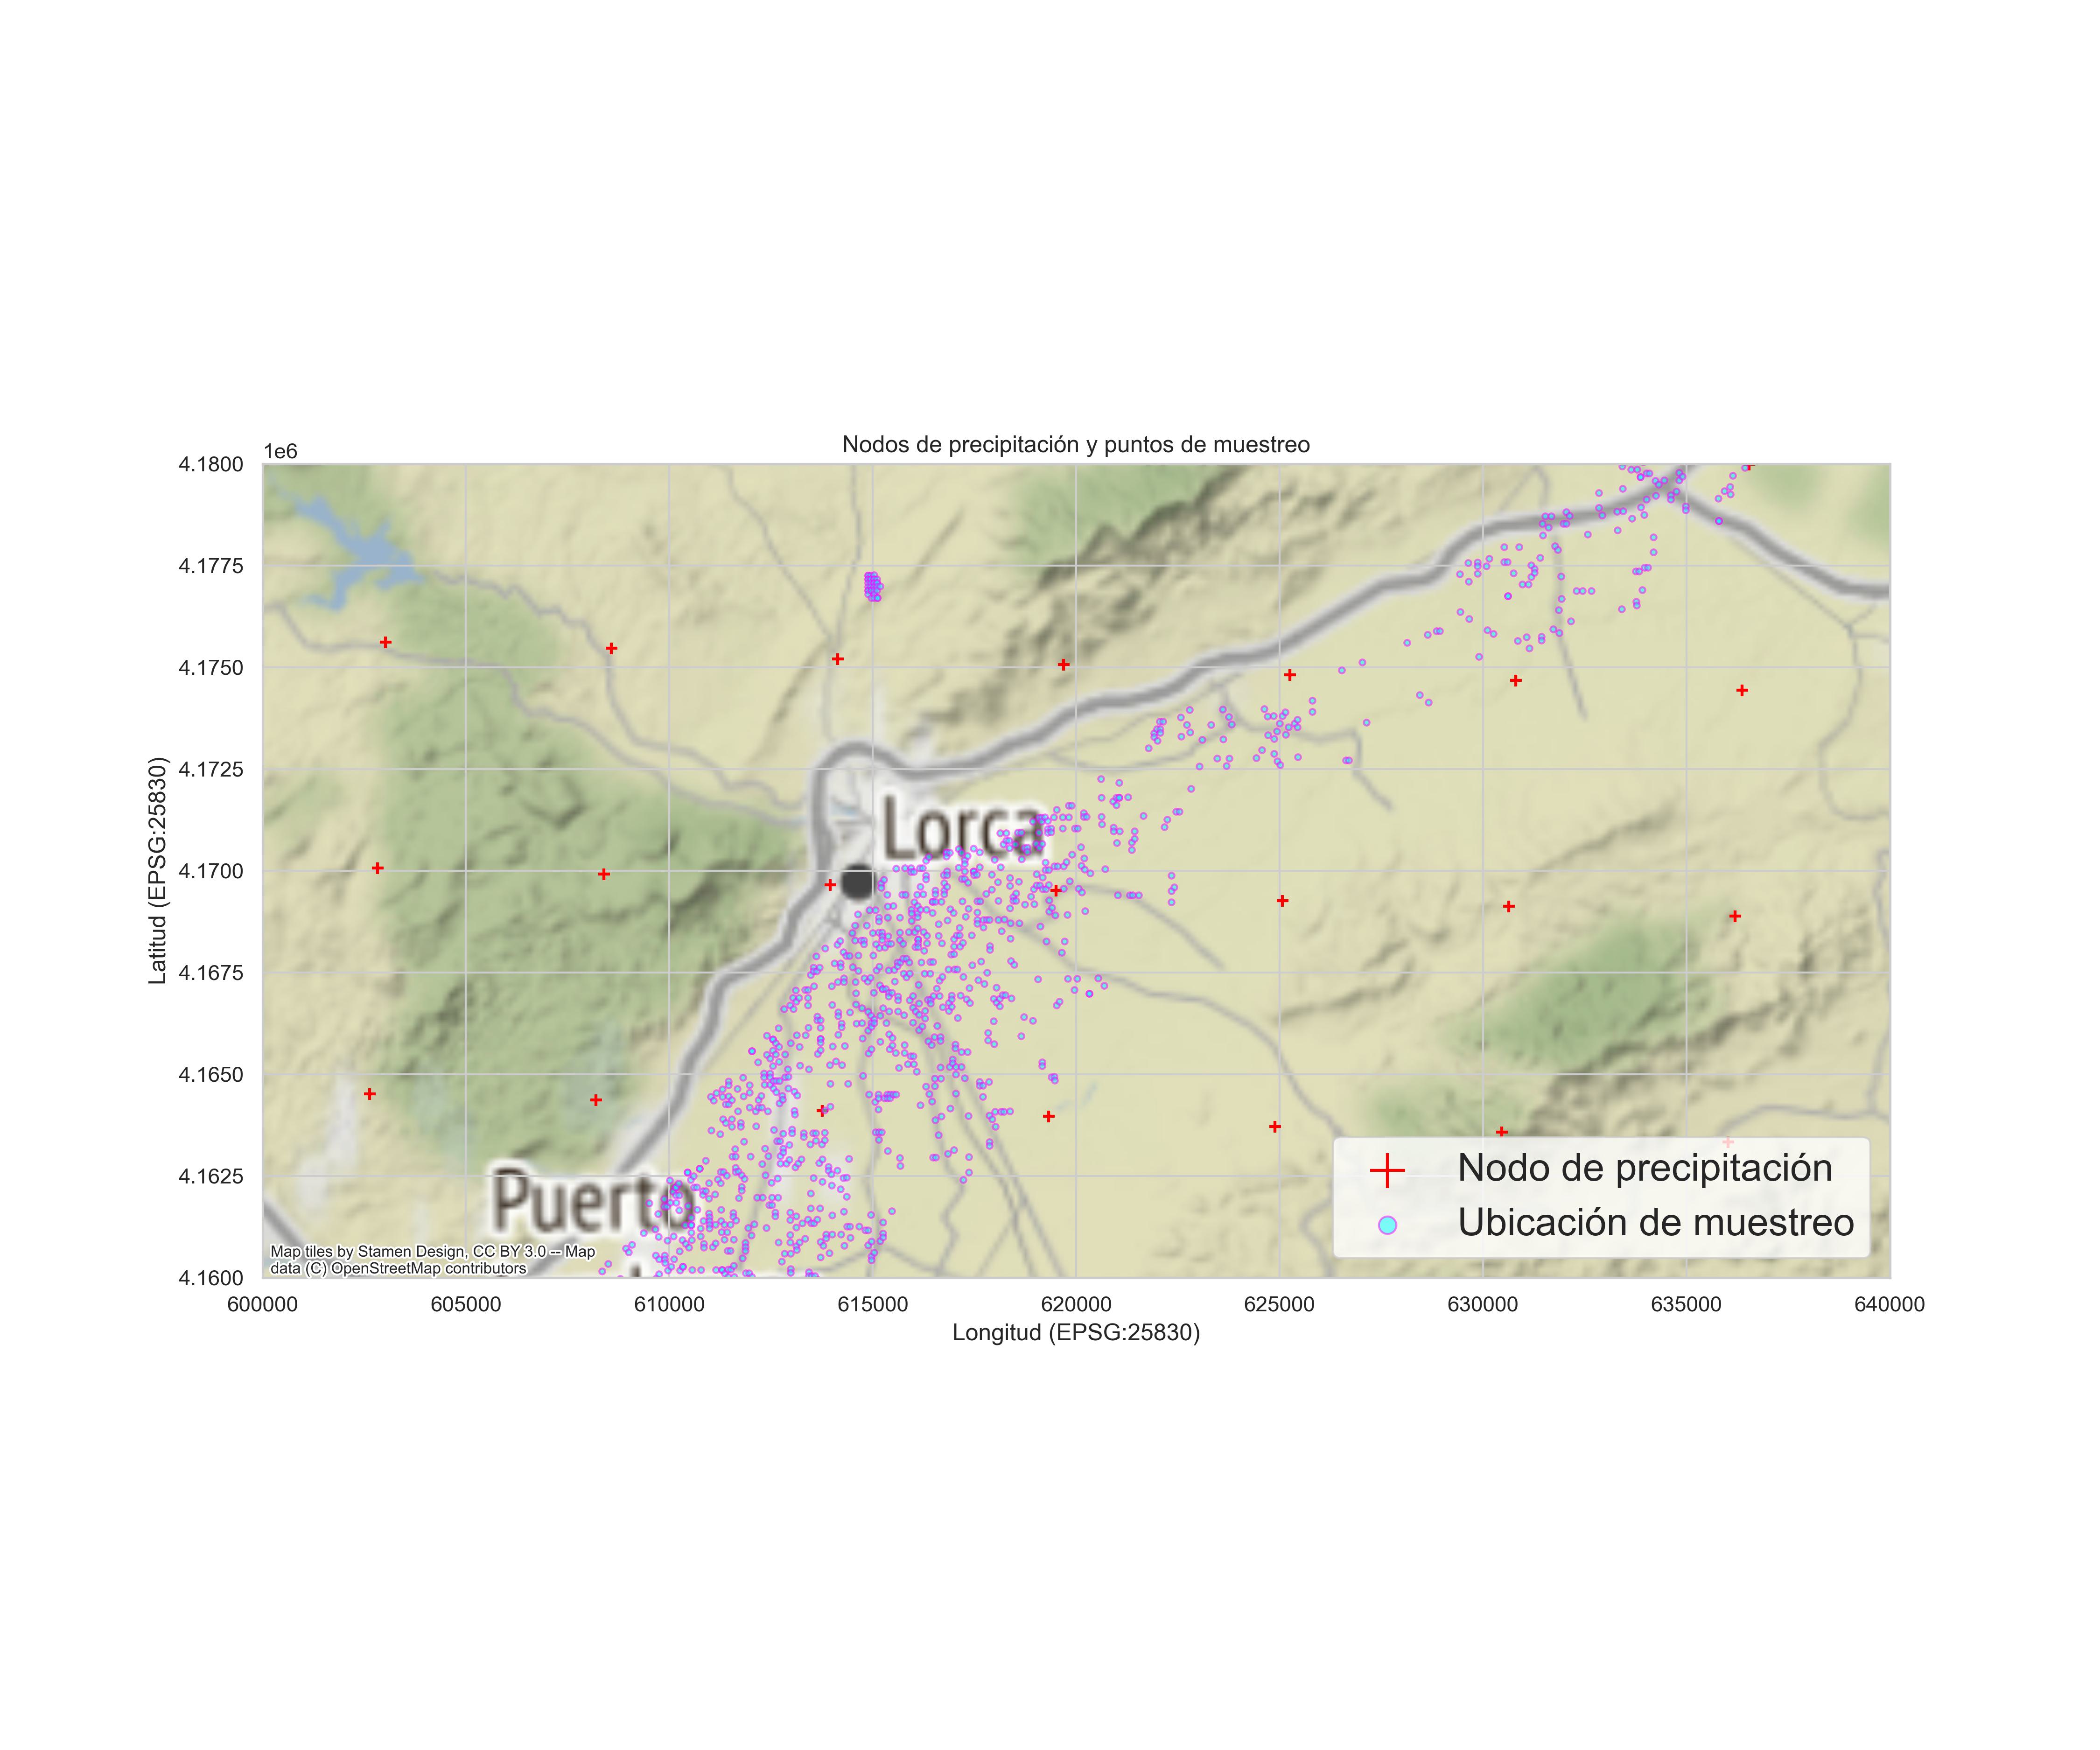 Nodos de precipitación y puntos de muestreo
1e6
4.1800
4.1775
4.1750
4.1725
4.1700
4.1675
4.1650
4.1625
4.1600
Latitud (EPSG:25830)
Lorca
Puerto
Nodo de precipitación
Ubicación de muestreo
Map tiles by Stamen Design, CC BY 3.0 -- Map
data (C) OpenStreetMap contributors
600000 605000 610000 615000 620000 625000 630000 635000 640000
Longitud (EPSG:25830)